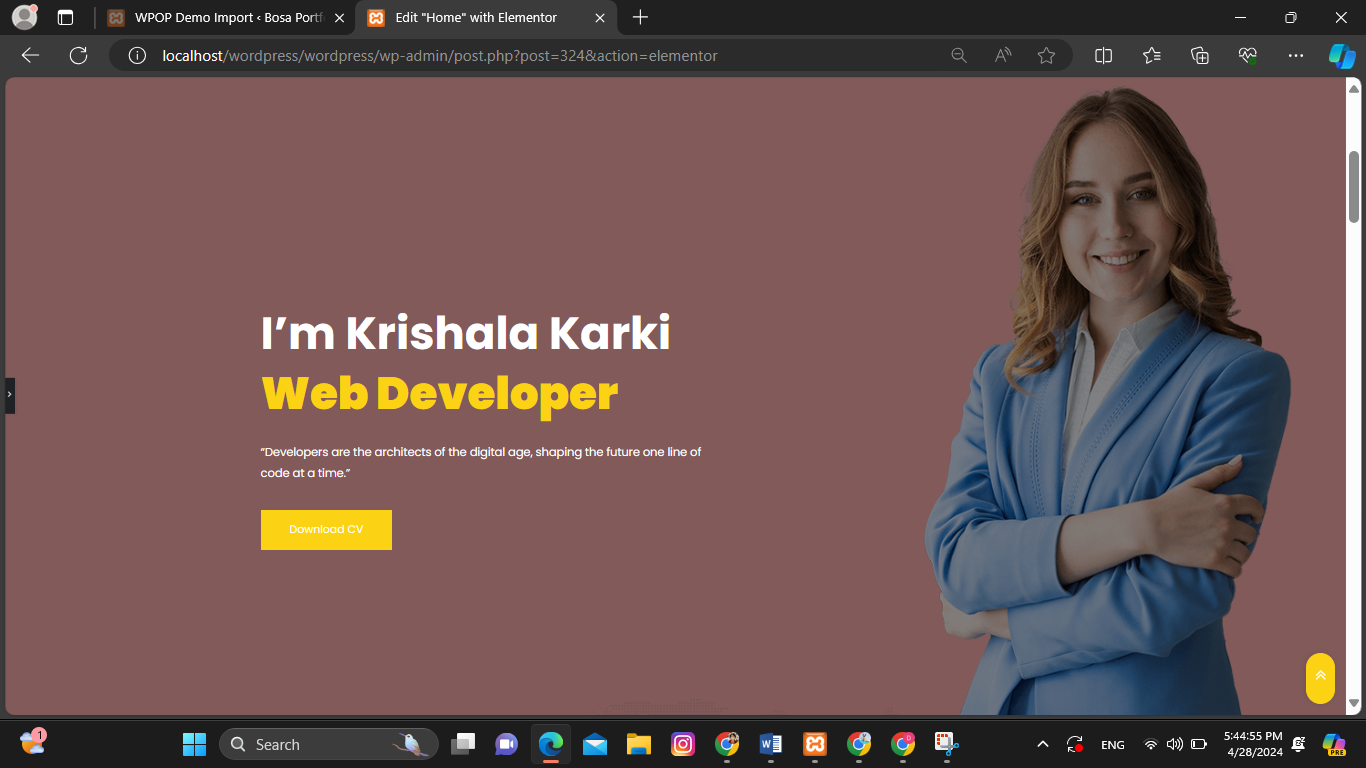 WPOP Demo Import ‹ Bosa Portf
Edit "Home" with Elementor
localhost/wordpress/wordpress/wp-admin/post.php?post=324&action=elementor
I’m Krishala Karki
Web Developer
“Developers are the architects of the digital age, shaping the future one line of
code at a time.”
Download CV
1
Search
ENG
5:44:55 PM
4/28/2024
PRE